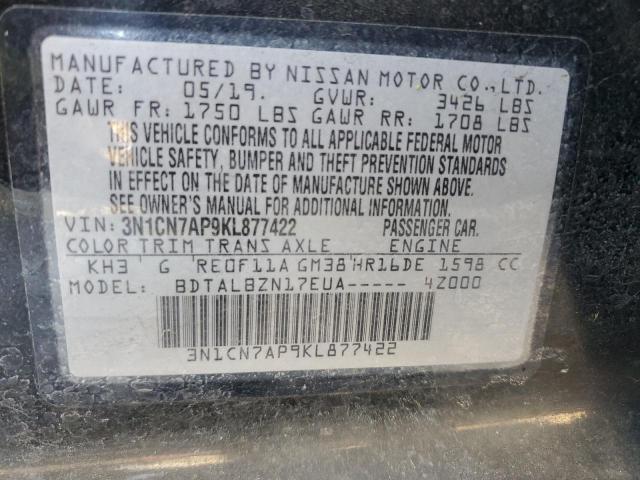 MANUFACTURED BY NISSAN MOTOR CO.,LTD.
DATE: 05/19. GVWR: 3426 LBS
GAWR FR: 1750 LBS GAWR RR: 1708 LBS
THIS VEHICLE CONFORMS TO ALL APPLICABLE FEDERAL MOTOR
VEHICLE SAFETY, BUMPER AND THEFT PREVENTION STANDARDS
IN EFFECT ON THE DATE OF MANUFACTURE SHOWN ABOVE.
SEE OWNER'S MANUAL FOR ADDITIONAL INFORMATION.
VIN: 3N1CN7AP9KL877422 PASSENGER CAR.
COLOR TRIM TRANS AXLE ENGINE
KH3 G RE0F11A GM38 HR16DE 1598 CC
MODEL: BDTALBZN17EUA----- 4Z000
3N1CN7AP9KL877422